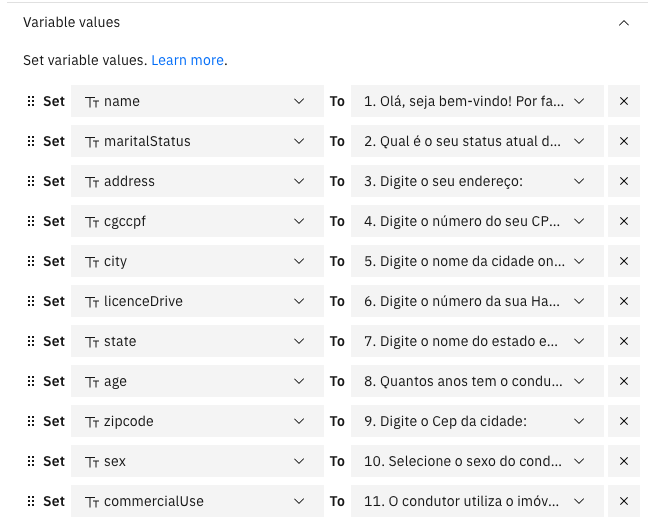 Variable values
Set variable values. Learn more.
Set name To 1. Olá, seja bem-vindo! Por fa...
Set maritalStatus To 2. Qual é o seu status atual d...
Set address To 3. Digite o seu endereço:
Set cgccpf To 4. Digite o número do seu CP...
Set city To 5. Digite o nome da cidade on...
Set licenceDrive To 6. Digite o número da sua Ha...
Set state To 7. Digite o nome do estado e...
Set age To 8. Quantos anos tem o condu...
Set zipcode To 9. Digite o Cep da cidade:
Set sex To 10. Selecione o sexo do cond...
Set commercialUse To 11. O condutor utiliza o imóv...